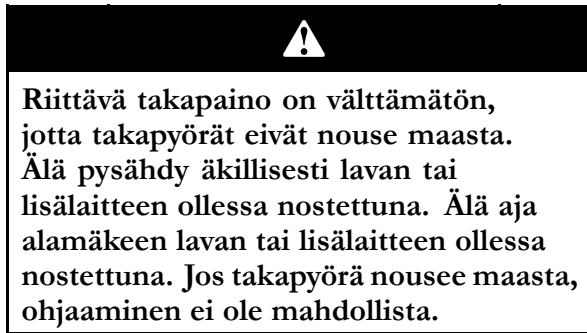 Riittävä takapaino on välttämätön,
jotta takapyörät eivät nouse maasta.
Älä pysähdy äkillisesti lavan tai
lisälaitteen ollessa nostettuna. Älä aja
alamäkeen lavan tai lisälaitteen ollessa
nostettuna. Jos takapyörä nousee maasta,
ohjaaminen ei ole mahdollista.